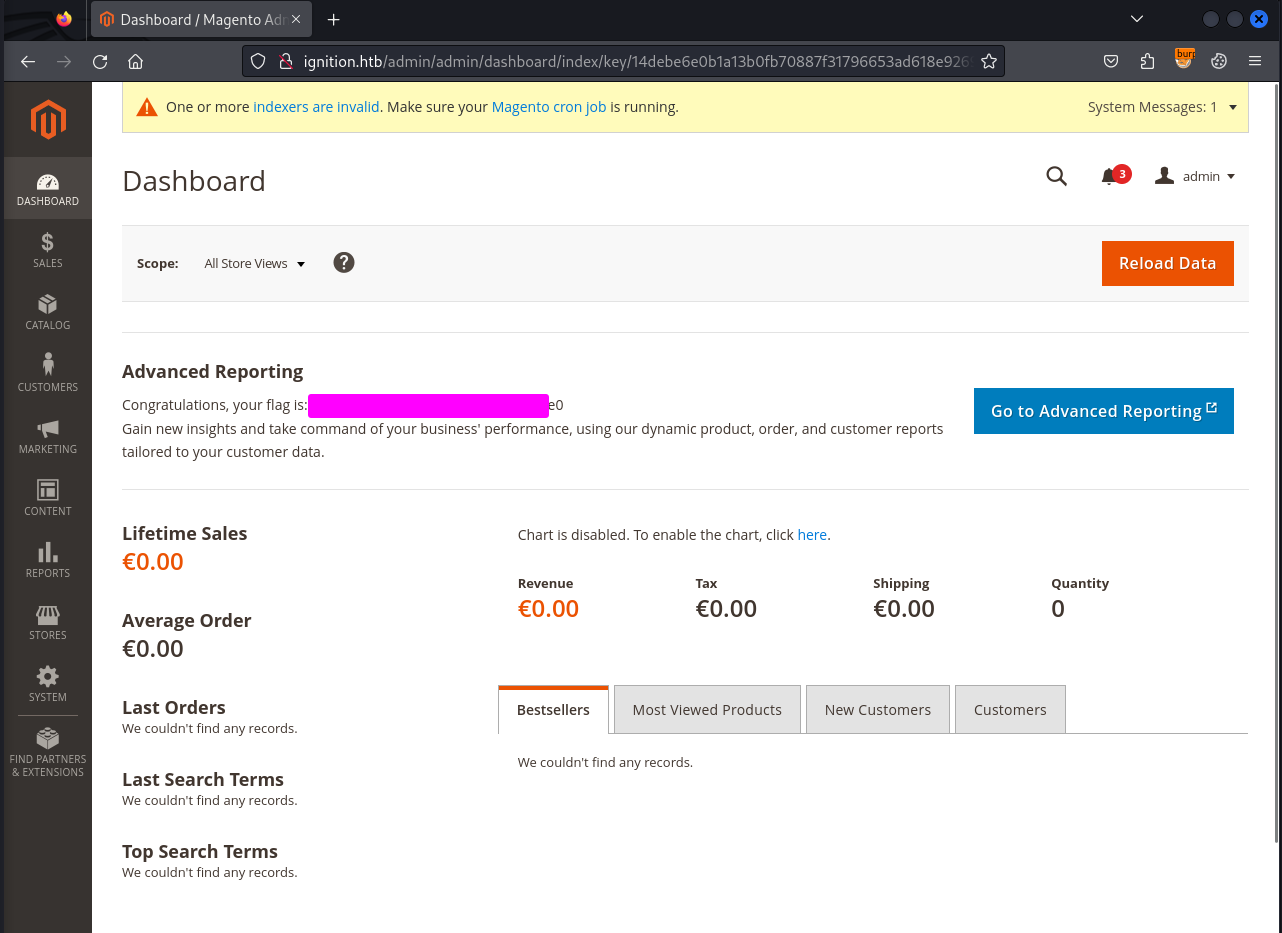 Dashboard / Magento Adm
ignition.htb/admin/admin/dashboard/index/key/14debe6e0b1a13b0fb70887f31796653ad618e926
burp
One or more indexers are invalid. Make sure your Magento cron job is running.
System Messages: 1
Dashboard
3
admin
Scope:
All Store Views
?
Reload Data
DASHBOARD
SALES
CATALOG
CUSTOMERS
MARKETING
CONTENT
REPORTS
STORES
SYSTEM
FIND PARTNERS
& EXTENSIONS
Advanced Reporting
Congratulations, your flag is: e0
Gain new insights and take command of your business' performance, using our dynamic product, order, and customer reports
tailored to your customer data.
Go to Advanced Reporting
Lifetime Sales
€0.00
Average Order
€0.00
Last Orders
We couldn't find any records.
Last Search Terms
We couldn't find any records.
Top Search Terms
We couldn't find any records.
Chart is disabled. To enable the chart, click here.
Revenue
€0.00
Tax
€0.00
Shipping
€0.00
Quantity
0
Bestsellers
Most Viewed Products
New Customers
Customers
We couldn't find any records.